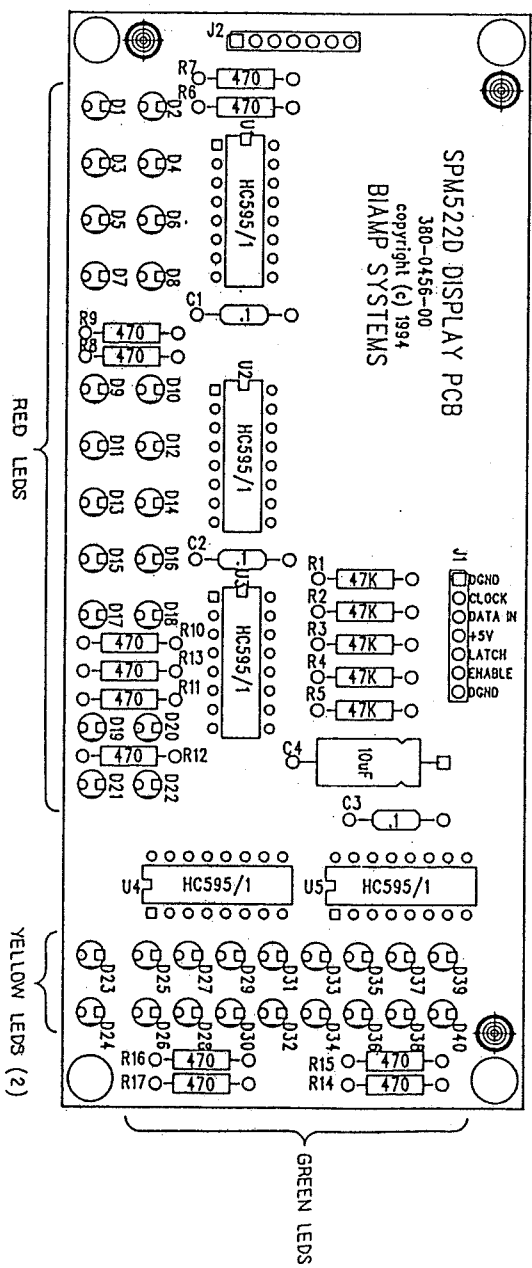 SPM522D DISPLAY PCB
380-0456-00
copyright (c) 1994
BIAMP SYSTEMS
J2
R7
470
R6
470
U1
HC595/1
D1
D2
D3
D4
D5
D6
D7
D8
C1
.1
R9
470
R8
470
U2
HC595/1
D9
D10
D11
D12
D13
D14
D15
D16
C2
.1
U3
HC595/1
D17
D18
R10
470
R13
470
R11
470
D19
D20
R12
470
D21
D22
J1
DGND
CLOCK
DATA IN
+5V
LATCH
ENABLE
DGND
R1
47K
R2
47K
R3
47K
R4
47K
R5
47K
C4
10uF
C3
.1
U4
HC595/1
U5
HC595/1
D23
D25
D27
D29
D31
D33
D35
D37
D39
D24
D26
D28
D30
D32
D34
D36
D38
D40
R16
470
R17
470
R15
470
R14
470
RED LEDS
YELLOW LEDS (2)
GREEN LEDS